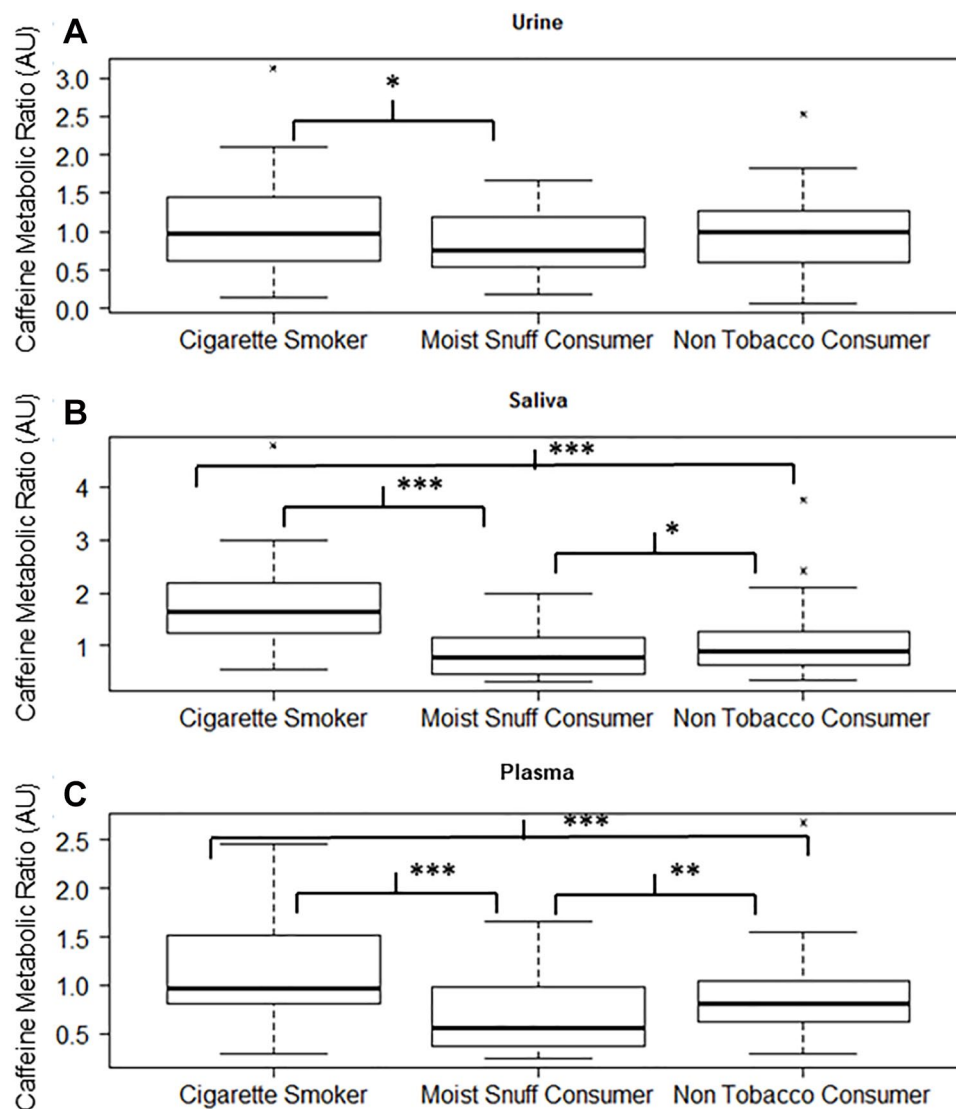 A
Urine
Caffeine Metabolic Ratio (AU)
3.0
2.5
2.0
1.5
1.0
0.5
0.0
*
Cigarette Smoker Moist Snuff Consumer Non Tobacco Consumer
B
Saliva
Caffeine Metabolic Ratio (AU)
4
3
2
1
***
***
*
Cigarette Smoker Moist Snuff Consumer Non Tobacco Consumer
C
Plasma
Caffeine Metabolic Ratio (AU)
2.5
2.0
1.5
1.0
0.5
***
***
**
Cigarette Smoker Moist Snuff Consumer Non Tobacco Consumer